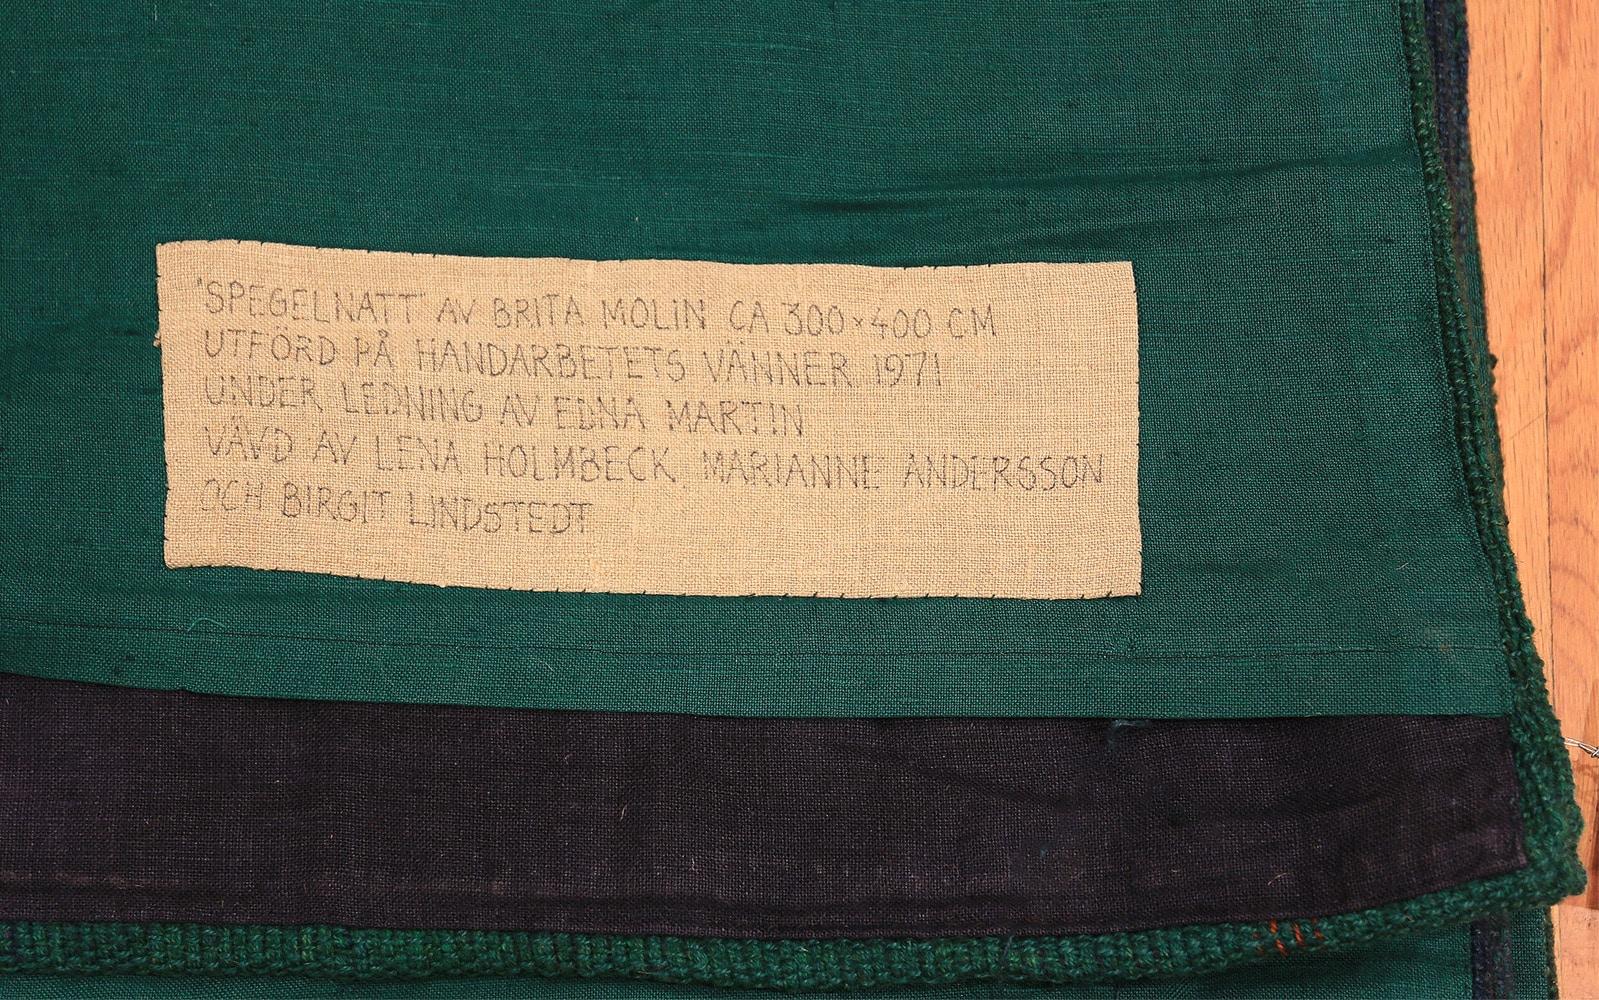 "SPEGELNATT" AV BRITA MOLIN CA 300×400 CM
UTFÖRD PÅ HANDARBETETS VÄNNER 1971
UNDER LEDNING AV EDNA MARTIN
VÄVD AV LENA HOLMBECK MARIANNE ANDERSSON
OCH BIRGIT LINDSTEDT